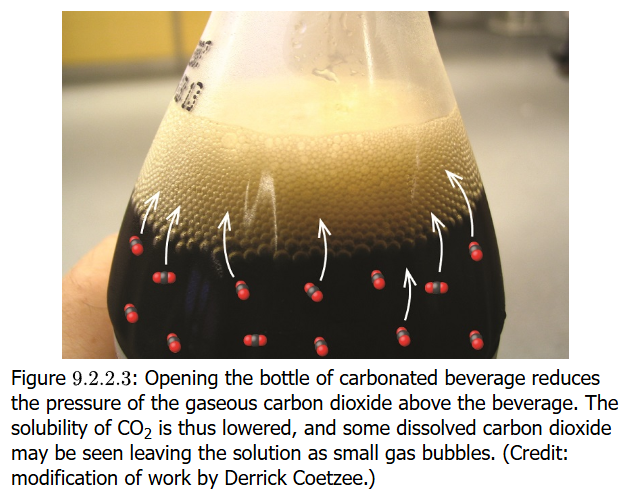 Figure 9.2.2.3: Opening the bottle of carbonated beverage reduces
the pressure of the gaseous carbon dioxide above the beverage. The
solubility of CO₂ is thus lowered, and some dissolved carbon dioxide
may be seen leaving the solution as small gas bubbles. (Credit:
modification of work by Derrick Coetzee.)